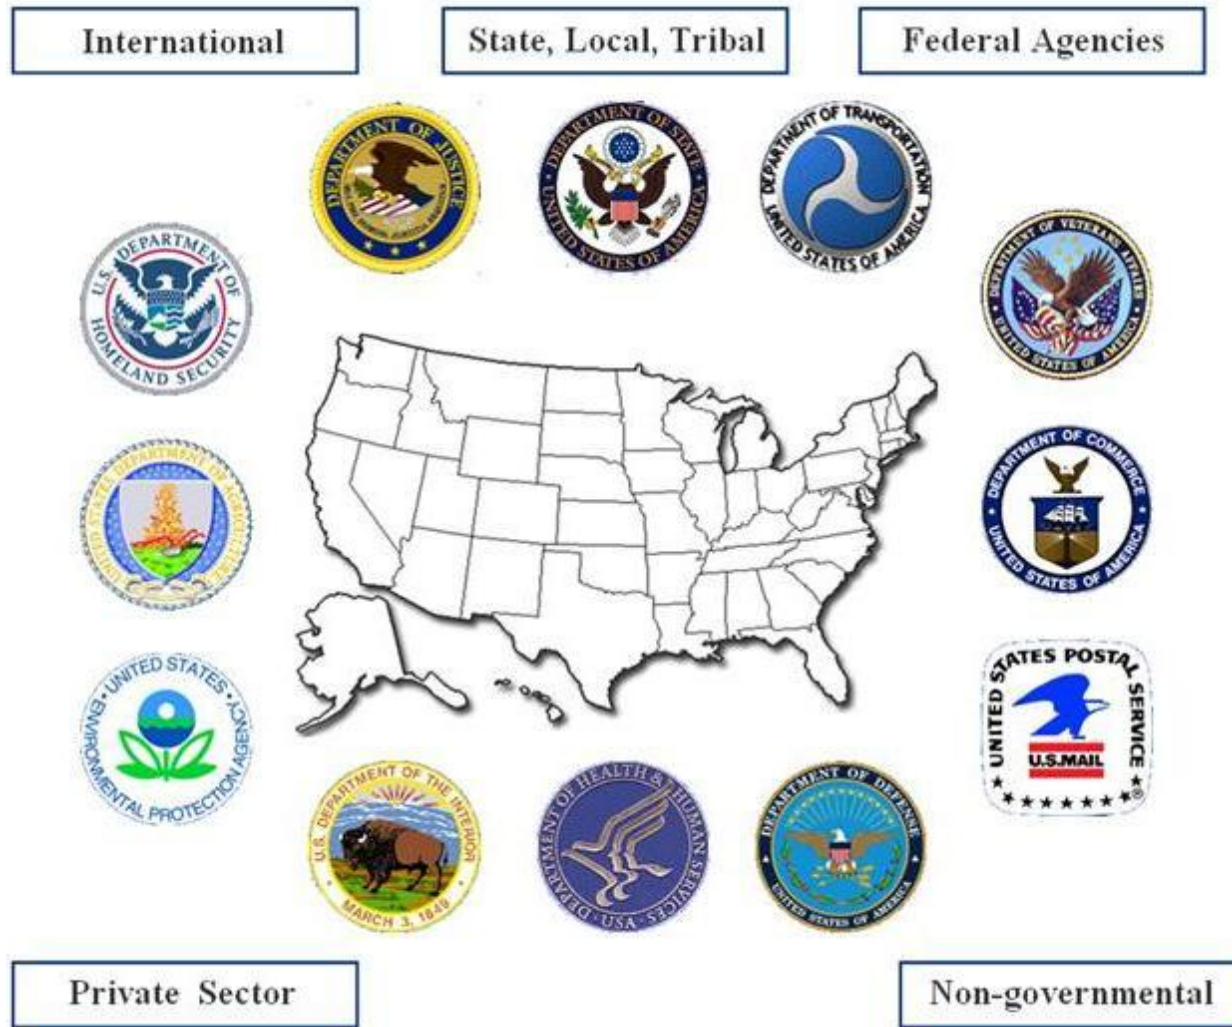 International
State, Local, Tribal
Federal Agencies
DEPARTMENT OF JUSTICE
DEPARTMENT OF STATE
UNITED STATES OF AMERICA
DEPARTMENT OF TRANSPORTATION
UNITED STATES OF AMERICA
U.S. DEPARTMENT OF
HOMELAND SECURITY
DEPARTMENT OF VETERANS AFFAIRS
UNITED STATES OF AMERICA
UNITED STATES DEPARTMENT OF AGRICULTURE
DEPARTMENT OF COMMERCE
UNITED STATES OF AMERICA
UNITED STATES
ENVIRONMENTAL PROTECTION AGENCY
UNITED STATES POSTAL SERVICE
U.S.MAIL
®
U.S. DEPARTMENT OF THE INTERIOR
MARCH 3, 1849
DEPARTMENT OF HEALTH & HUMAN SERVICES
USA
DEPARTMENT OF DEFENSE
UNITED STATES OF AMERICA
Private Sector
Non-governmental